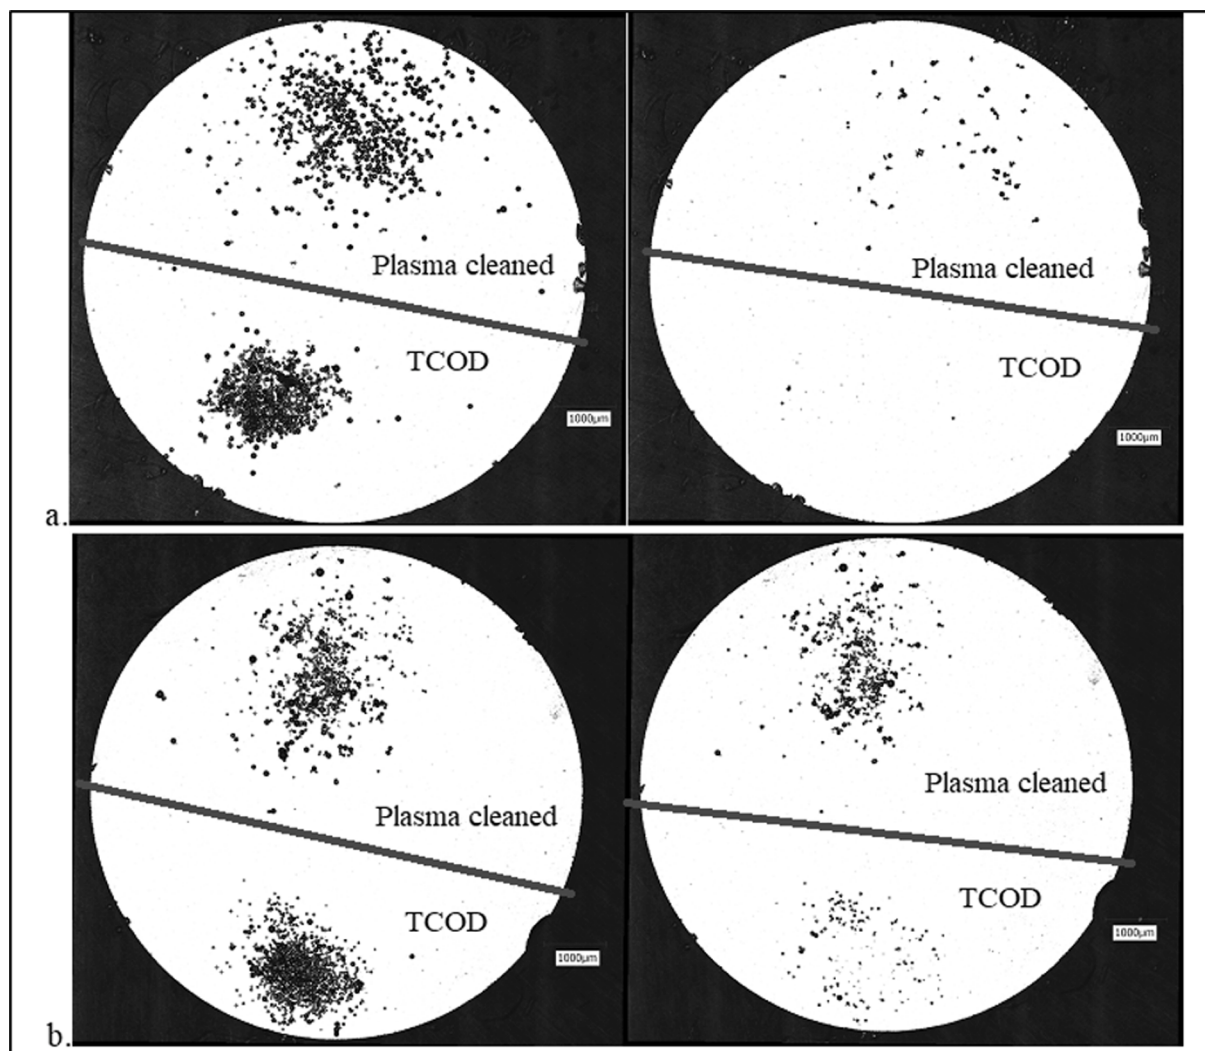 Plasma cleaned
TCOD
1000µm
Plasma cleaned
TCOD
1000µm
a.
Plasma cleaned
TCOD
1000µm
Plasma cleaned
TCOD
1000µm
b.